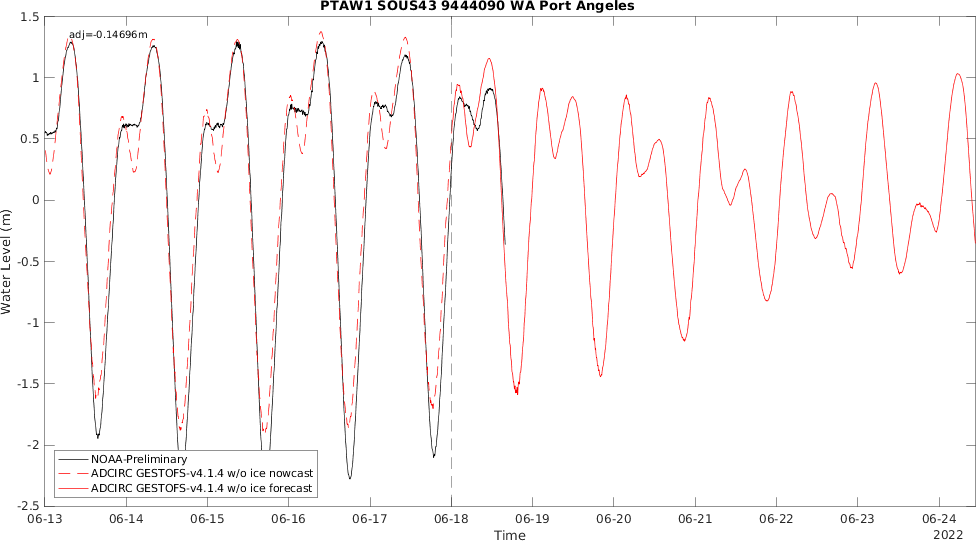 PTAW1 SOUS43 9444090 WA Port Angeles
adj=-0.14696m
1.5
1
0.5
0
-0.5
-1
-1.5
-2
-2.5
Water Level (m)
NOAA-Preliminary
ADCIRC GESTOFS-v4.1.4 w/o ice nowcast
ADCIRC GESTOFS-v4.1.4 w/o ice forecast
06-13 06-14 06-15 06-16 06-17 06-18 06-19 06-20 06-21 06-22 06-23 06-24
Time
2022